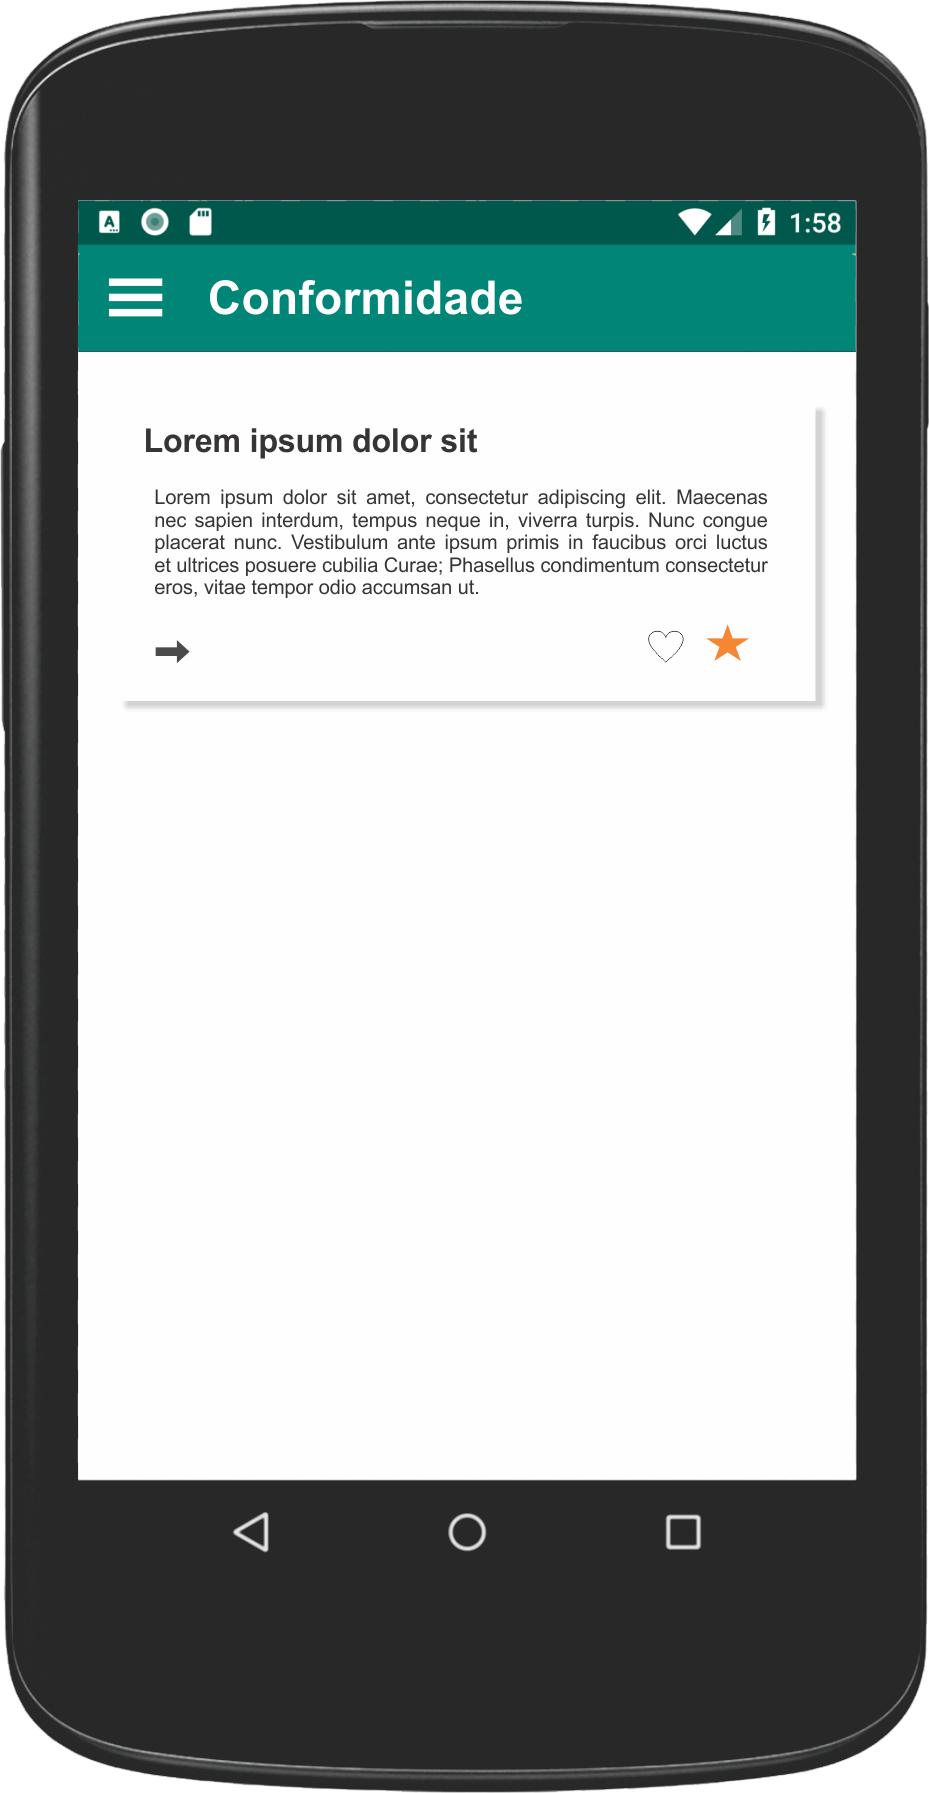 A
1:58
Conformidade
Lorem ipsum dolor sit
Lorem ipsum dolor sit amet, consectetur adipiscing elit. Maecenas
nec sapien interdum, tempus neque in, viverra turpis. Nunc congue
placerat nunc. Vestibulum ante ipsum primis in faucibus orci luctus
et ultrices posuere cubilia Curae; Phasellus condimentum consectetur
eros, vitae tempor odio accumsan ut.